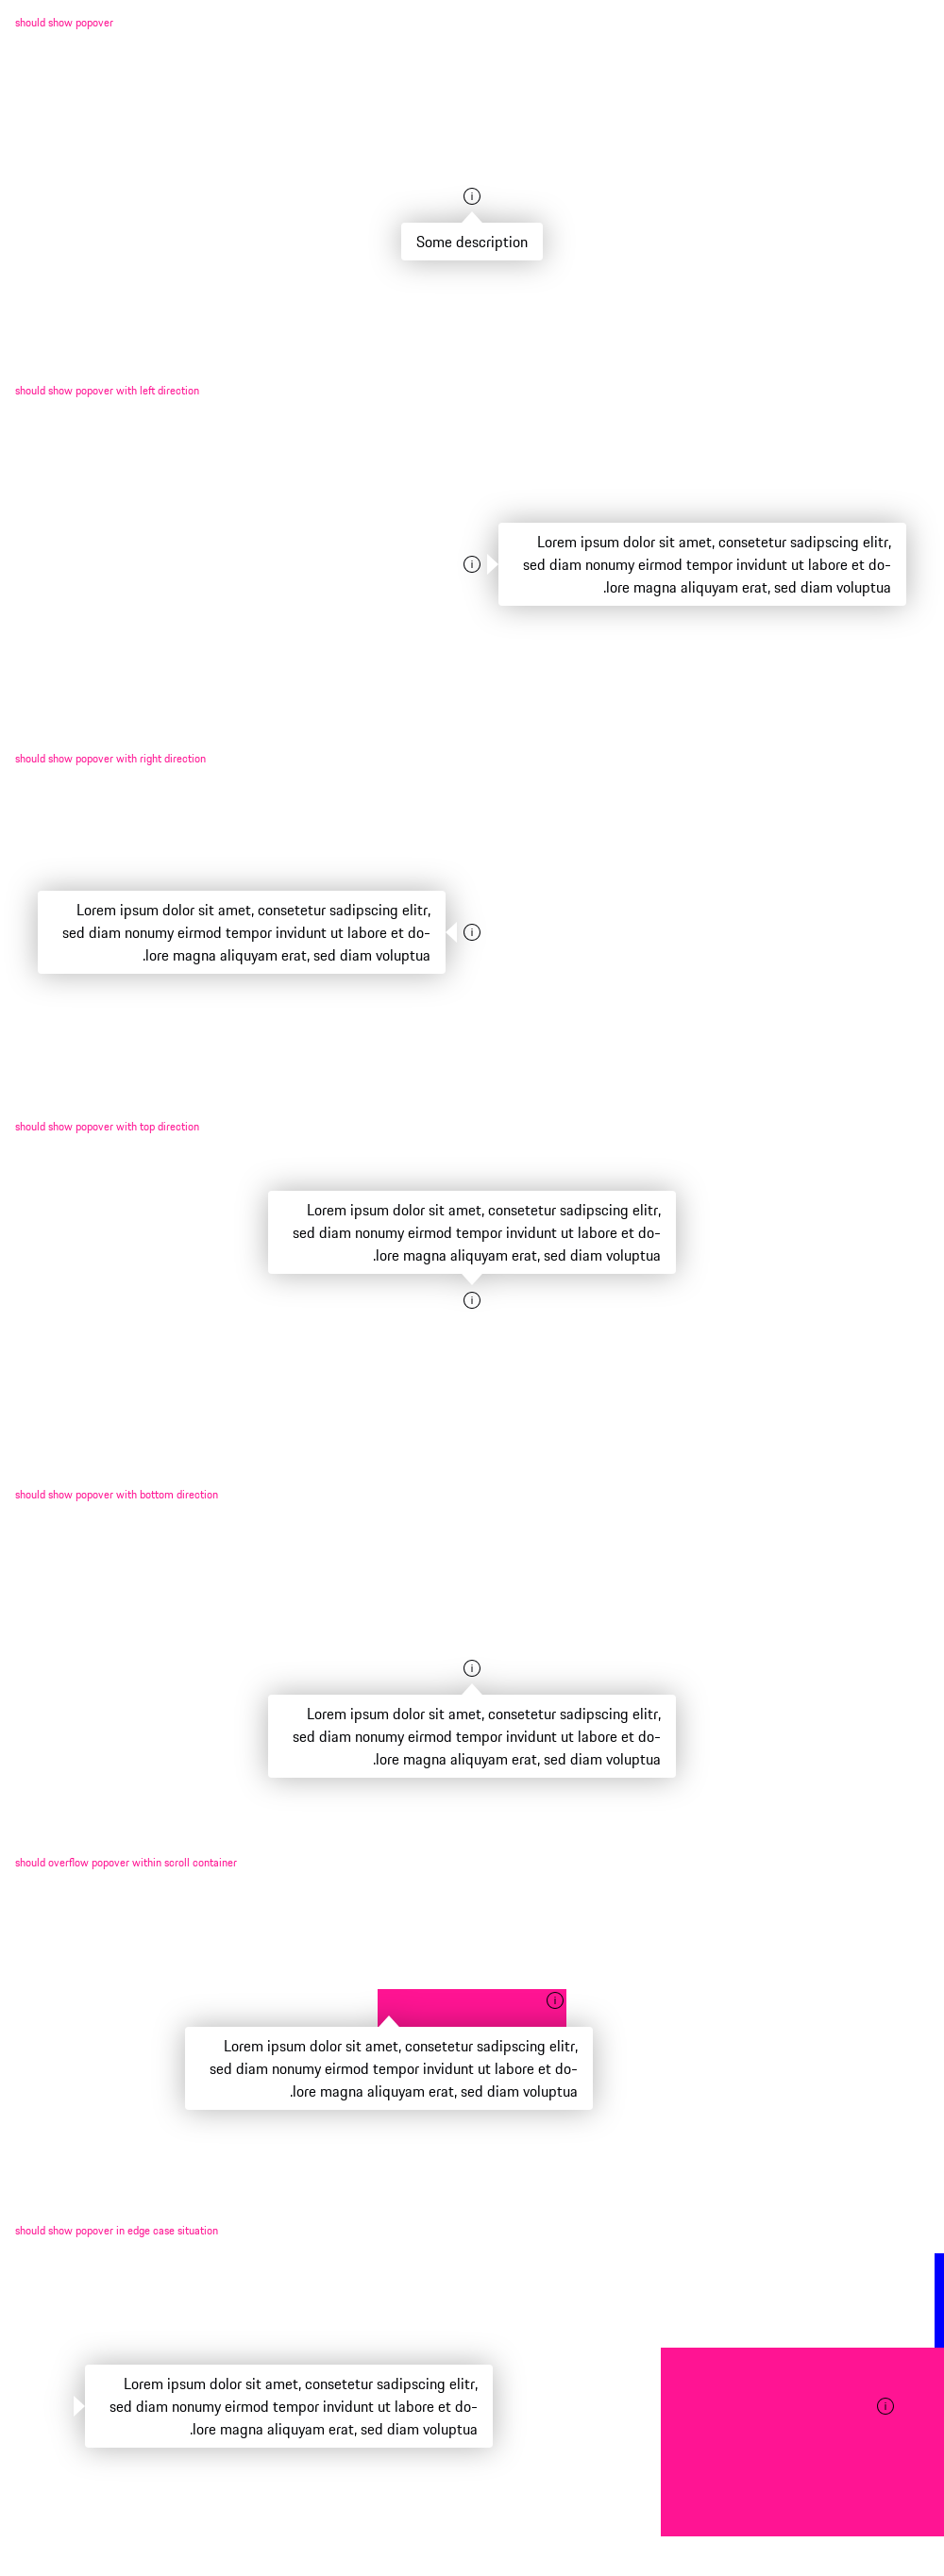 should show popover
i
Some description
should show popover with left direction
Lorem ipsum dolor sit amet, consetetur sadipscing elitr,
i
sed diam nonumy eirmod tempor invidunt ut labore et do-
.lore magna aliquyam erat, sed diam voluptua
should show popover with right direction
Lorem ipsum dolor sit amet, consetetur sadipscing elitr,
sed diam nonumy eirmod tempor invidunt ut labore et do-
i
.lore magna aliquyam erat, sed diam voluptua
should show popover with top direction
Lorem ipsum dolor sit amet, consetetur sadipscing elitr,
sed diam nonumy eirmod tempor invidunt ut labore et do-
.lore magna aliquyam erat, sed diam voluptua
i
should show popover with bottom direction
i
Lorem ipsum dolor sit amet, consetetur sadipscing elitr,
sed diam nonumy eirmod tempor invidunt ut labore et do-
.lore magna aliquyam erat, sed diam voluptua
should overflow popover within scroll container
i
Lorem ipsum dolor sit amet, consetetur sadipscing elitr,
sed diam nonumy eirmod tempor invidunt ut labore et do-
.lore magna aliquyam erat, sed diam voluptua
should show popover in edge case situation
Lorem ipsum dolor sit amet, consetetur sadipscing elitr,
sed diam nonumy eirmod tempor invidunt ut labore et do-
i
.lore magna aliquyam erat, sed diam voluptua